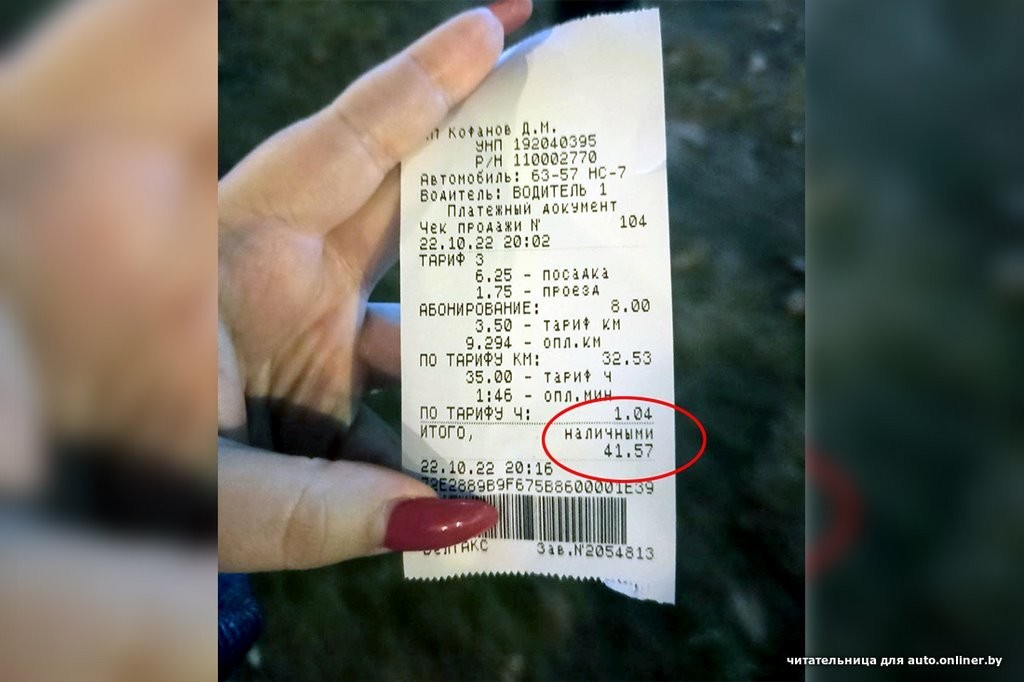 Кофанов Д.М.
УНП 192040395
Р/Н 110002770
Автомобиль: 63-57 НС-7
Водитель: ВОДИТЕЛЬ 1
Платежный документ
Чек продажи N 104
22.10.22 20:02
ТАРИФ 3
6.25 - посадка
1.75 - проезд
АБОНИРОВАНИЕ: 8.00
3.50 - тариф км
9.294 - опл.км
ПО ТАРИФУ КМ: 32.53
35.00 - тариф ч
1:46 - опл.мин
ПО ТАРИФУ Ч: 1.04
ИТОГО, наличными
41.57
22.10.22 20:16
72E2889B9F675B8600001E39
БелТАКС Зав.N2054813
читательница для auto.onliner.by